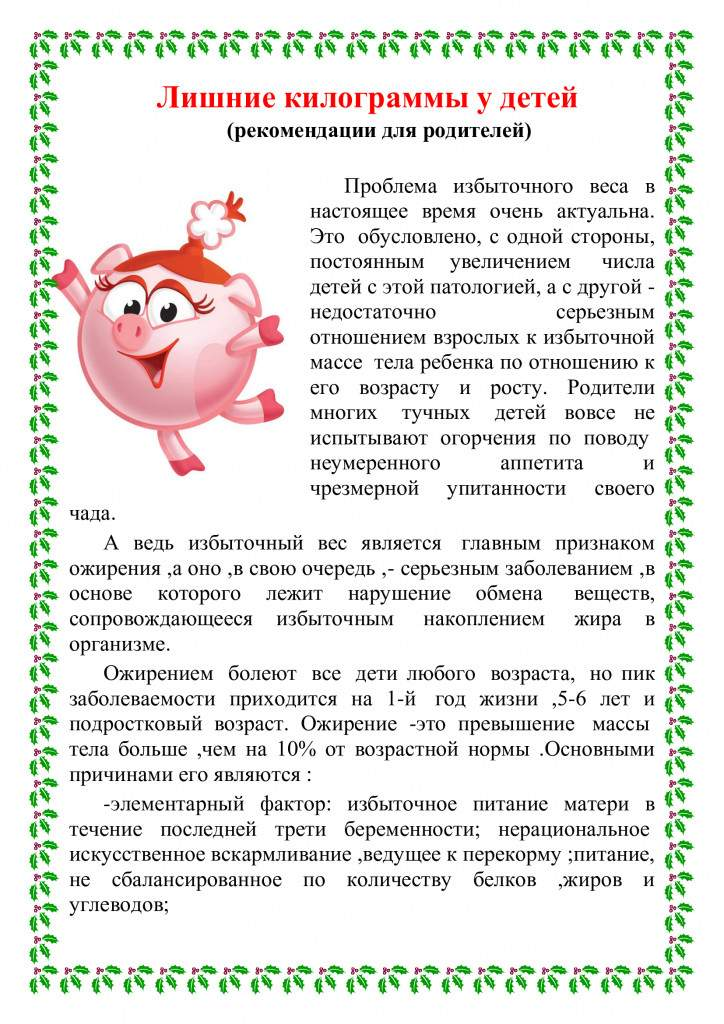 Лишние килограммы у детей
(рекомендации для родителей)
Проблема избыточного веса в
настоящее время очень актуальна.
Это обусловлено, с одной стороны,
постоянным увеличением числа
детей с этой патологией, а с другой -
недостаточно серьезным
отношением взрослых к избыточной
массе тела ребенка по отношению к
его возрасту и росту. Родители
многих тучных детей вовсе не
испытывают огорчения по поводу
неумеренного аппетита и
чрезмерной упитанности своего
чада.
А ведь избыточный вес является главным признаком
ожирения ,а оно ,в свою очередь ,- серьезным заболеванием ,в
основе которого лежит нарушение обмена веществ,
сопровождающееся избыточным накоплением жира в
организме.
Ожирением болеют все дети любого возраста, но пик
заболеваемости приходится на 1-й год жизни ,5-6 лет и
подростковый возраст. Ожирение -это превышение массы
тела больше ,чем на 10% от возрастной нормы .Основными
причинами его являются :
-элементарный фактор: избыточное питание матери в
течение последней трети беременности; нерациональное
искусственное вскармливание ,ведущее к перекорму ;питание,
не сбалансированное по количеству белков ,жиров и
углеводов;